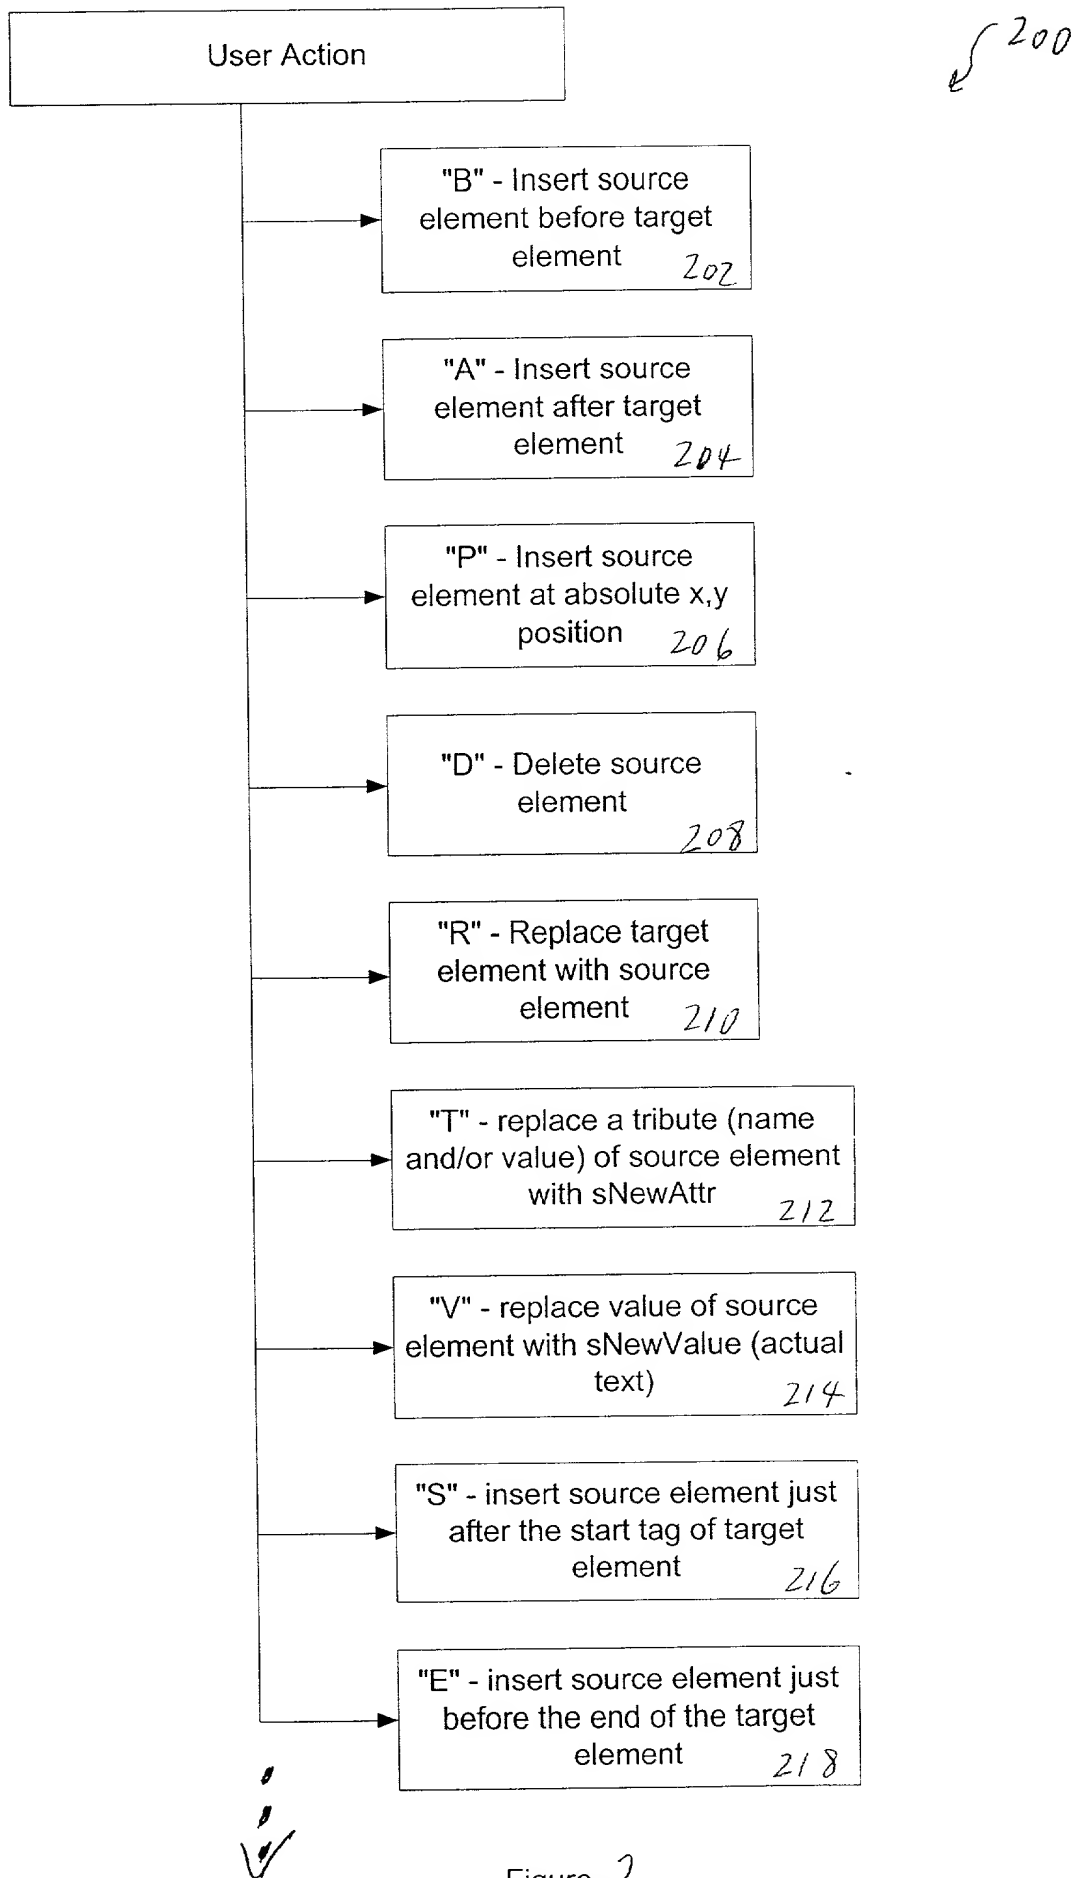 User Action
200
"B" - Insert source
element before target
element
202
"A" - Insert source
element after target
element
204
"P" - Insert source
element at absolute x,y
position
206
"D" - Delete source
element
208
"R" - Replace target
element with source
element
210
"T" - replace a tribute (name
and/or value) of source element
with sNewAttr
212
"V" - replace value of source
element with sNewValue (actual
text)
214
"S" - insert source element just
after the start tag of target
element
216
"E" - insert source element just
before the end of the target
element
218
Figure 2